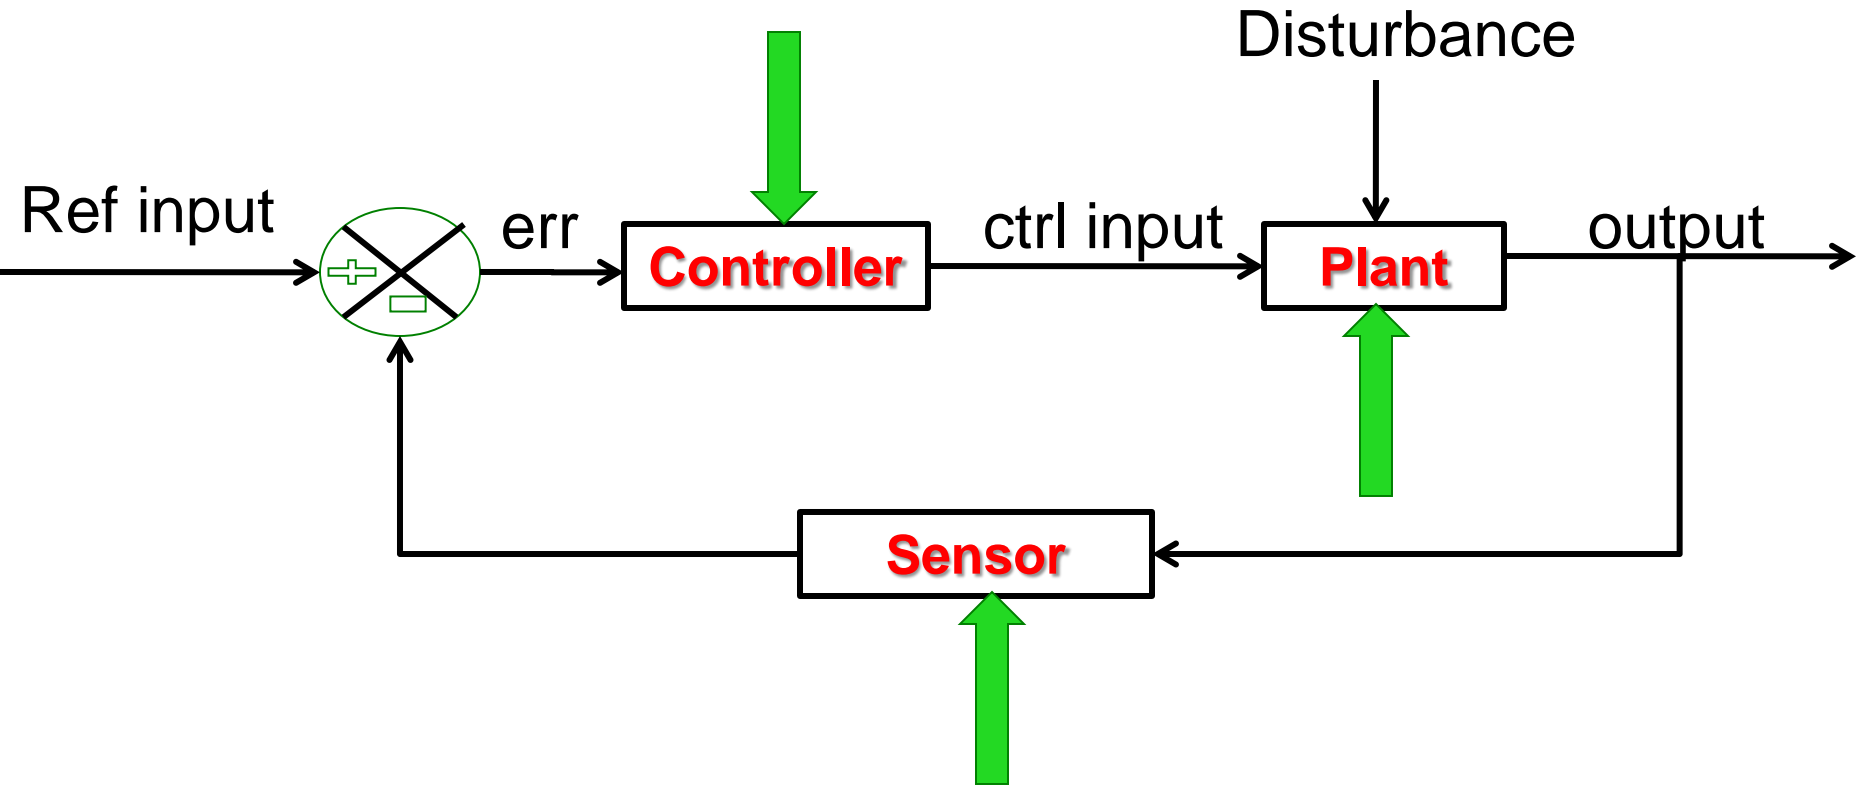 Disturbance
Ref input
err
Controller
ctrl input
Plant
output
Sensor